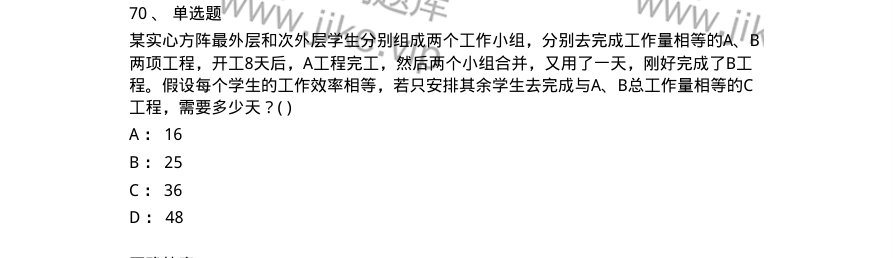 70 、 单选题
某实心方阵最外层和次外层学生分别组成两个工作小组，分别去完成工作量相等的A、B
两项工程，开工8天后，A工程完工，然后两个小组合并，又用了一天，刚好完成了B工
程。假设每个学生的工作效率相等，若只安排其余学生去完成与A、B总工作量相等的C
工程，需要多少天？( )
A ： 16
B ： 25
C ： 36
D ： 48